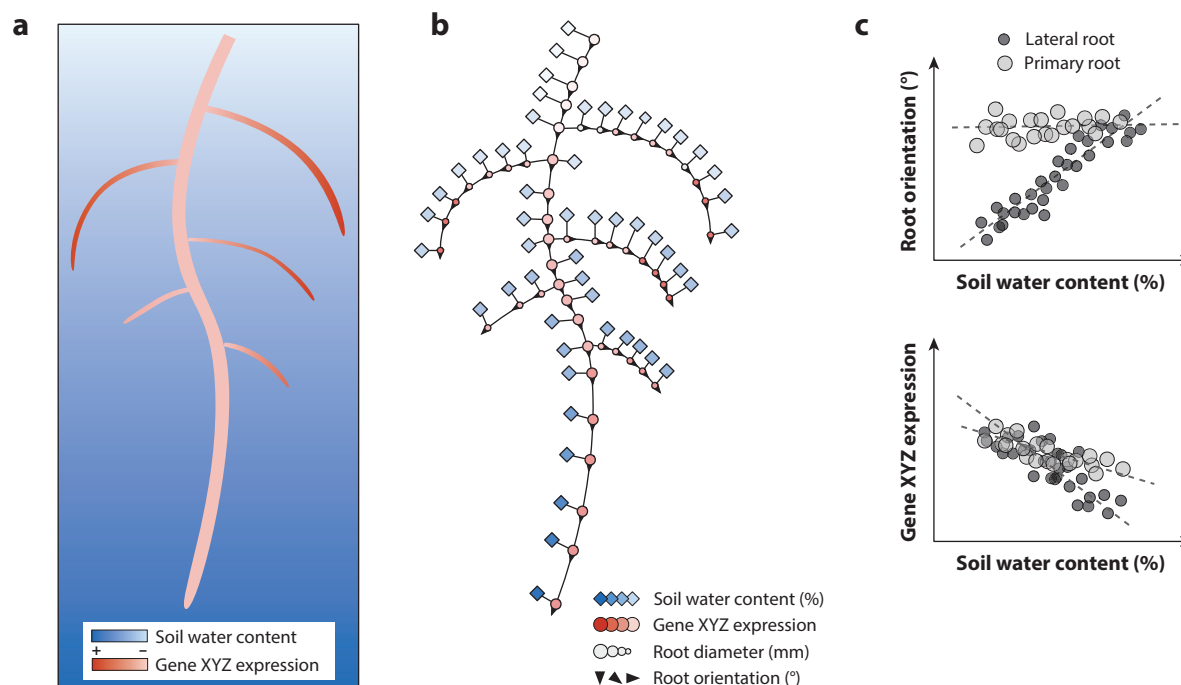 a
Soil water content
+ −
Gene XYZ expression
b
Soil water content (%)
Gene XYZ expression
Root diameter (mm)
Root orientation (°)
c
Lateral root
Primary root
Root orientation (°)
Soil water content (%)
Gene XYZ expression
Soil water content (%)